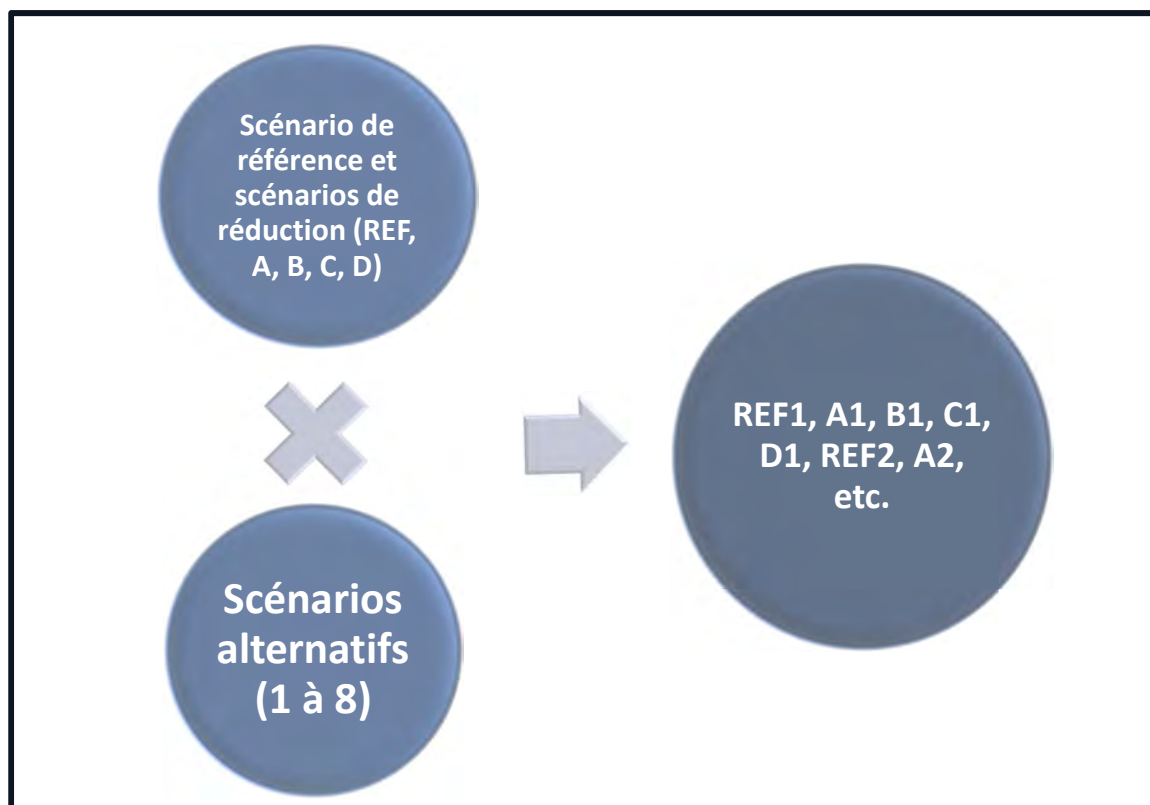 Scénario de
référence et
scénarios de
réduction (REF,
A, B, C, D)
Scénarios
alternatifs
(1 à 8)
REF1, A1, B1, C1,
D1, REF2, A2,
etc.